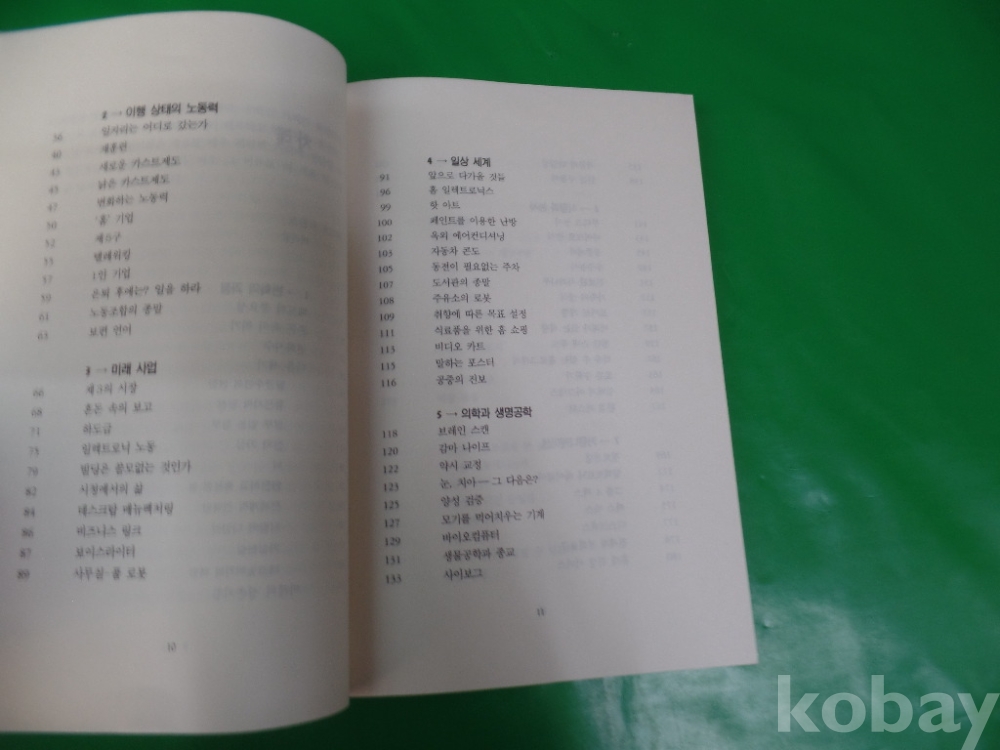 2 → 이행 상태의 노동력
38 일자리는 어디로 갔는가
40 재훈련
43 새로운 카스트제도
45 낡은 카스트제도
47 변화하는 노동력
50 '홈' 기업
52 제0구
55 텔레워킹
57 1인 기업
59 은퇴 후에는? 일을 하라
61 노동조합의 종말
63 보편 언어
3 → 미래 사업
66 제3의 시장
68 혼돈 속의 보고
71 하도급
73 일렉트로닉 노동
79 빌딩은 쓸모없는 것인가
82 시청에서의 삶
84 데스크탑 매뉴팩처링
86 비즈니스 링크
87 보이스라이터
89 사무실-풀 로봇
10
4 → 일상 세계
91 앞으로 다가올 것들
96 홈 일렉트로닉스
99 랏 아트
100 페인트를 이용한 난방
102 옥외 에어컨디셔닝
103 자동차 온도
105 동전이 필요없는 주차
107 도서관의 종말
108 주유소의 로봇
109 취향에 따른 목표 설정
111 식료품을 위한 홈 쇼핑
113 비디오 카트
115 말하는 포스터
116 공중의 진보
5 → 의학과 생명공학
118 브레인 스캔
120 감마 나이프
122 약시 교정
123 눈, 치아―그 다음은?
125 양성 검증
127 모기를 먹어치우는 기계
129 바이오컴퓨터
131 생물공학과 종교
133 사이보그
11
kobay